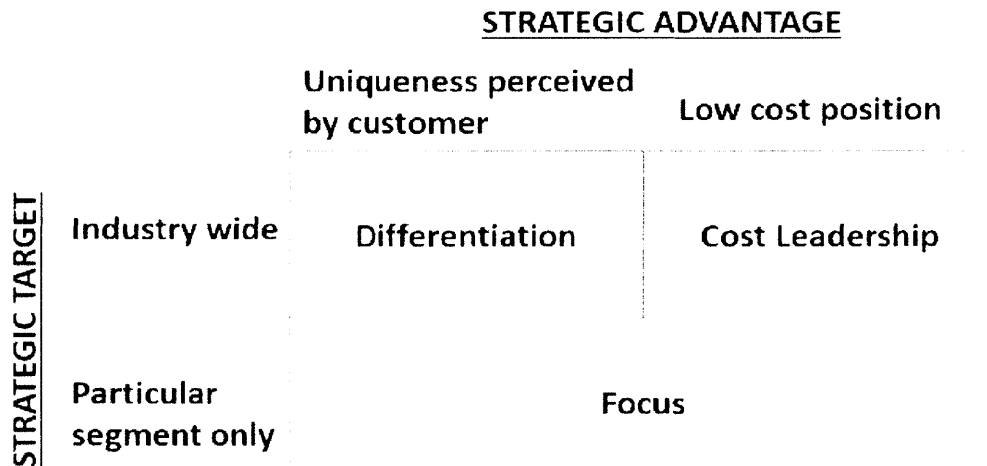 STRATEGIC ADVANTAGE
Uniqueness perceived
by customer
Low cost position
STRATEGIC TARGET
Industry wide
Differentiation
Cost Leadership
Particular
segment only
Focus